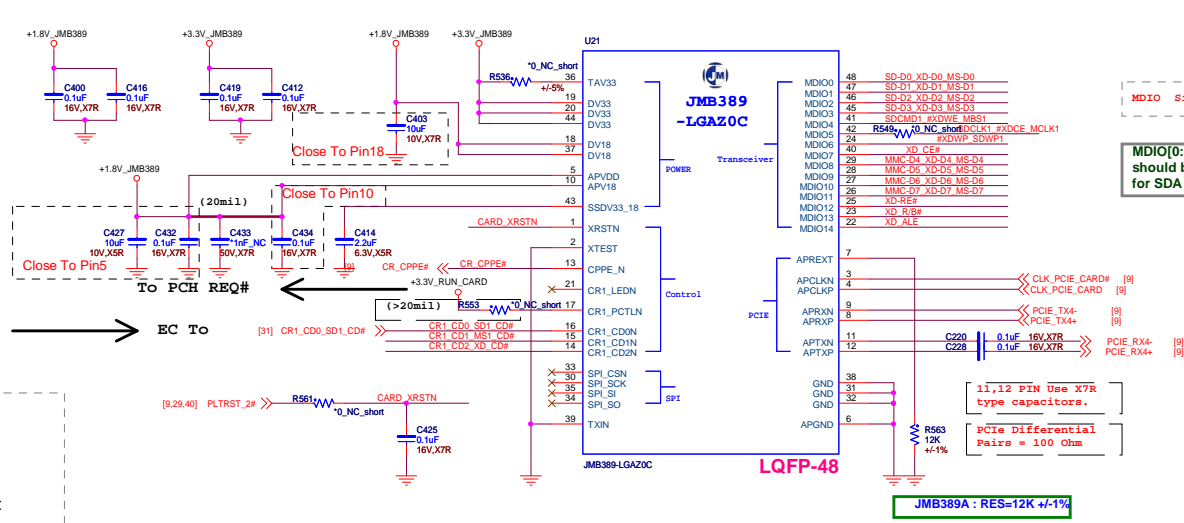 +1.8V_JMB389
+3.3V_JMB389
+1.8V_JMB389
+3.3V_JMB389
C400
0.1uF
16V,X7R
C416
0.1uF
16V,X7R
C419
0.1uF
16V,X7R
C412
0.1uF
16V,X7R
C403
10uF
10V,X7R
Close To Pin18
*0_NC_short
R536
+/-5%
U21
JM
JMB389
-LGAZ0C
36 TAV33
19 DV33
20 DV33
44 DV33
18 DV18
37 DV18
5 APVDD
10 APV18
43 SSDV33_18
1 XRSTN
2 XTEST
13 CPPE_N
21 CR1_LEDN
17 CR1_PCTLN
16 CR1_CD0N
15 CR1_CD1N
14 CR1_CD2N
33 SPI_CSN
30 SPI_SCK
35 SPI_SI
34 SPI_SO
39 TXIN
POWER
Control
SPI
Transceiver
PCIE
MDIO0 48 SD-D0_XD-D0_MS-D0
MDIO1 47 SD-D1_XD-D1_MS-D1
MDIO2 46 SD-D2_XD-D2_MS-D2
MDIO3 45 SD-D3_XD-D3_MS-D3
MDIO4 41 SDCMD1_#XDWE_MBS1
MDIO5 42 R549 *0_NC_short SDCLK1_#XDCE_MCLK1
MDIO6 24 #XDWP_SDWP1
MDIO7 40 XD_CE#
MDIO8 29 MMC-D4_XD-D4_MS-D4
MDIO9 28 MMC-D5_XD-D5_MS-D5
MDIO10 27 MMC-D6_XD-D6_MS-D6
MDIO11 26 MMC-D7_XD-D7_MS-D7
MDIO12 25 XD-RE#
MDIO13 23 XD_R/B#
MDIO14 22 XD_ALE
APREXT 7
APCLKN 3 CLK_PCIE_CARD# [9]
APCLKP 4 CLK_PCIE_CARD [9]
APRXN 9 PCIE_TX4- [9]
APRXP 8 PCIE_TX4+ [9]
APTXN 11 C220 0.1uF 16V,X7R PCIE_RX4- [9]
APTXP 12 C228 0.1uF 16V,X7R PCIE_RX4+ [9]
GND 38
GND 31
GND 32
APGND 6
+1.8V_JMB389
(20mil)
Close To Pin10
C427
10uF
10V,X5R
C432
0.1uF
16V,X7R
C433
*1nF_NC
50V,X7R
C434
0.1uF
16V,X7R
C414
2.2uF
6.3V,X5R
Close To Pin5
CARD_XRSTN
[9] CR_CPPE# CR_CPPE#
To PCH REQ#
+3.3V_RUN_CARD
(>20mil) R553 *0_NC_short
EC To
[31] CR1_CD0_SD1_CD#
CR1_CD0_SD1_CD#
CR1_CD1_MS1_CD#
CR1_CD2_XD_CD#
[9,29,40] PLTRST_2# R561 *0_NC_short CARD_XRSTN
C425
0.1uF
16V,X7R
JMB389-LGAZ0C
LQFP-48
R563
12K
+/-1%
11,12 PIN Use X7R
type capacitors.
PCIe Differential
Pairs = 100 Ohm
JMB389A : RES=12K +/-1%
MDIO
MDIO[0:
should b
for SDA